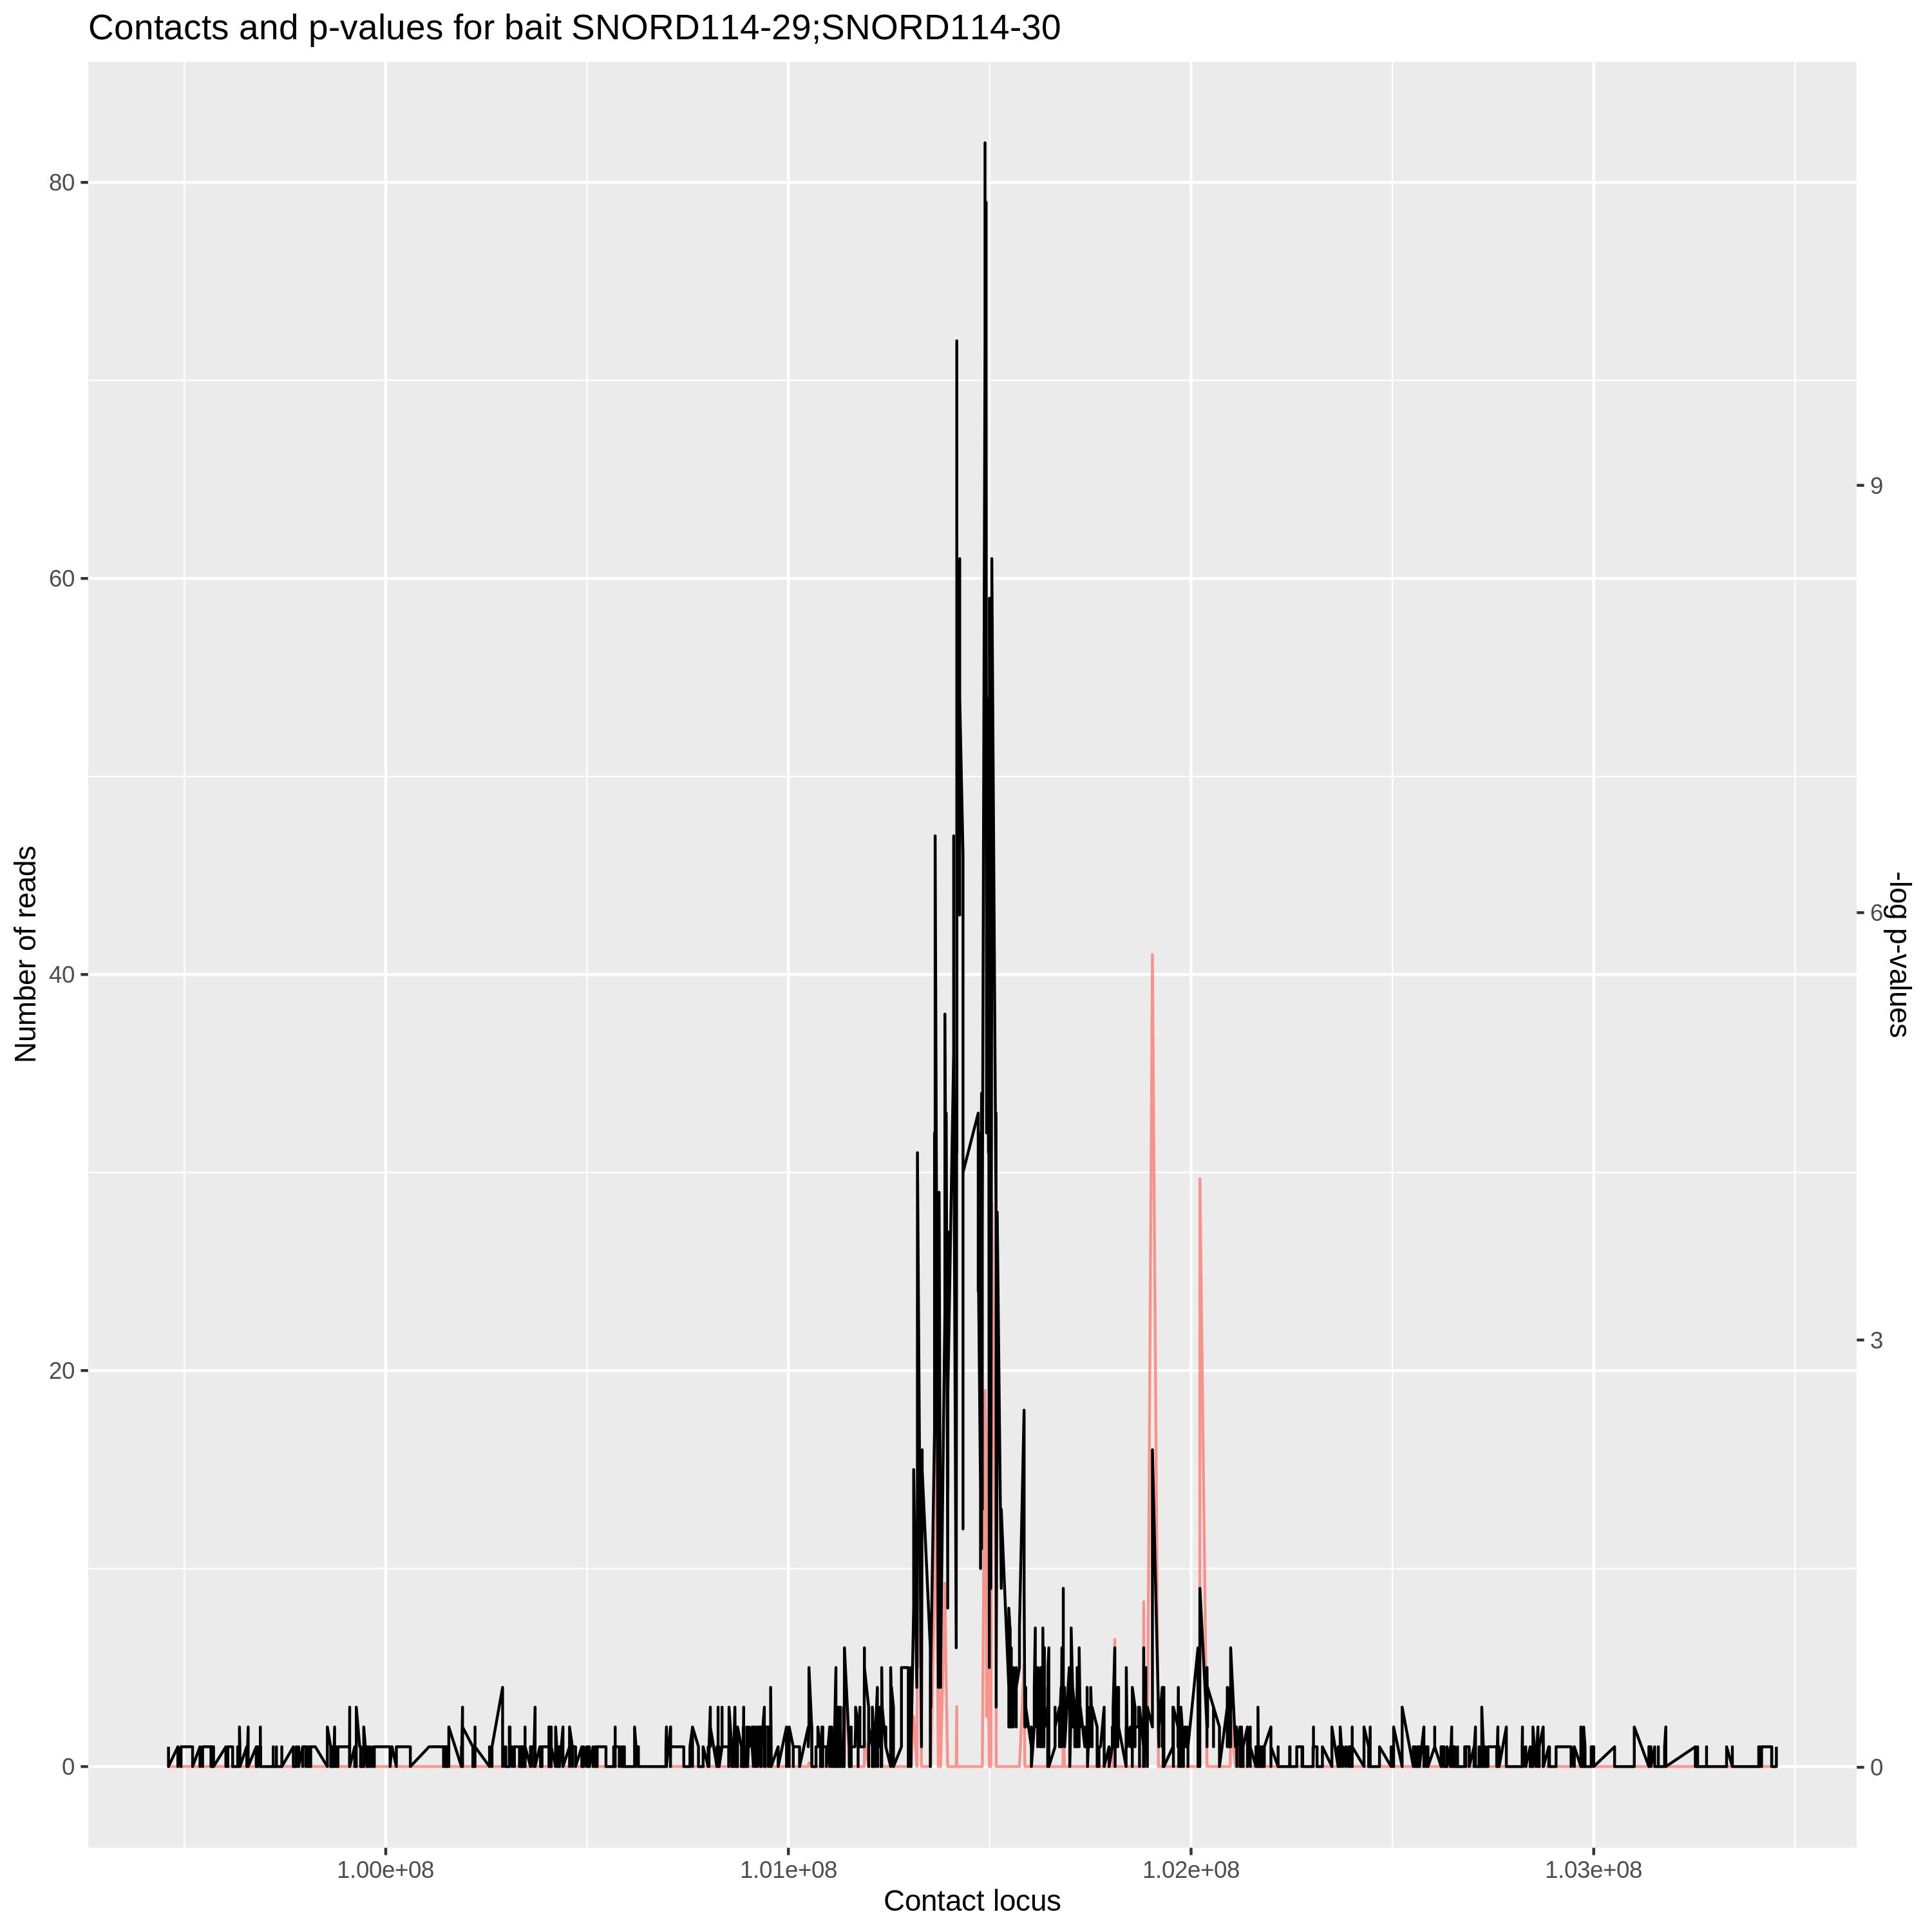 Contacts and p-values for bait SNORD114-29;SNORD114-30
80
60
40
20
0
Number of reads
9
6
3
0
-log p-values
1.00e+08
1.01e+08
1.02e+08
1.03e+08
Contact locus